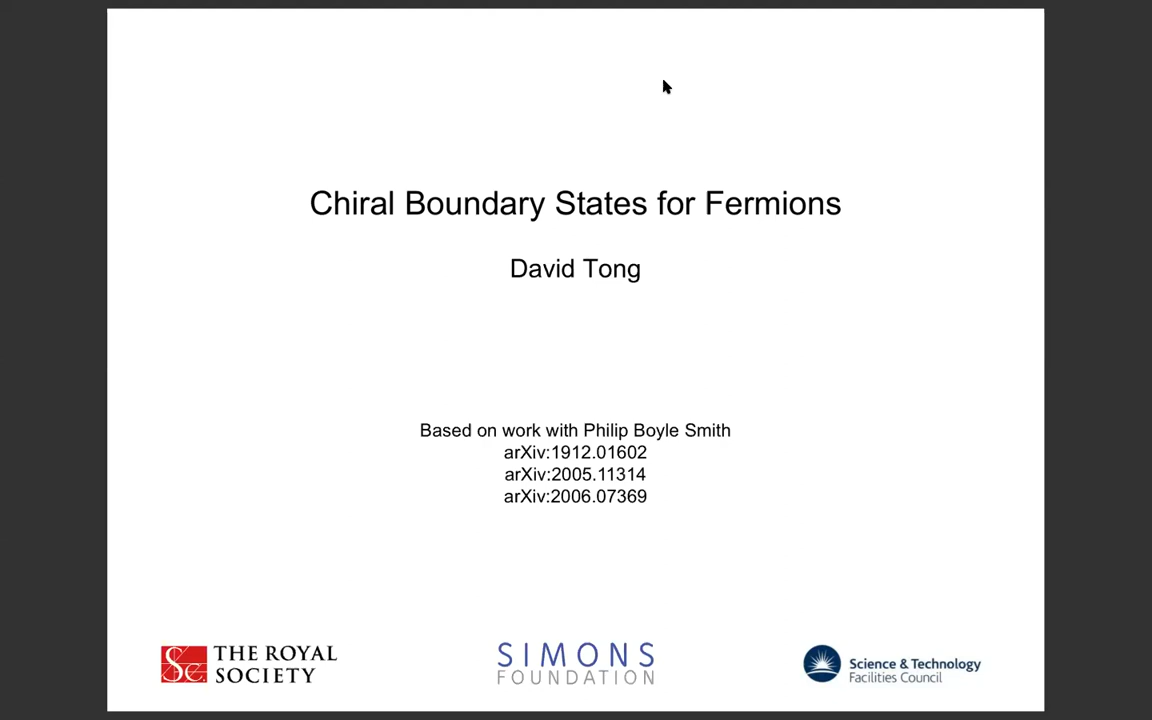 Chiral Boundary States for Fermions
David Tong
Based on work with Philip Boyle Smith
arXiv:1912.01602
arXiv:2005.11314
arXiv:2006.07369
THE ROYAL
SOCIETY
SIMONS
FOUNDATION
Science & Technology
Facilities Council